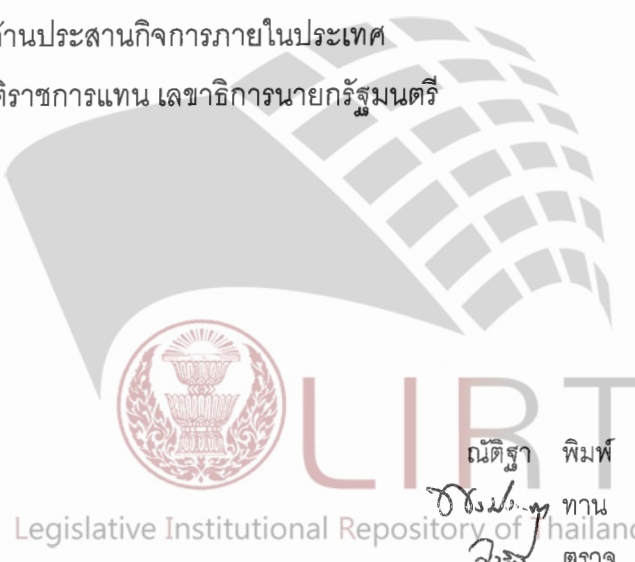 ด้านประสานกิจการภายในประเทศ
ติราชการแทน เลขาธิการนายกรัฐมนตรี
LIRT
ณัติฐา พิมพ์
ทาน
Legislative Institutional Repository of Thailand
ตรวจ